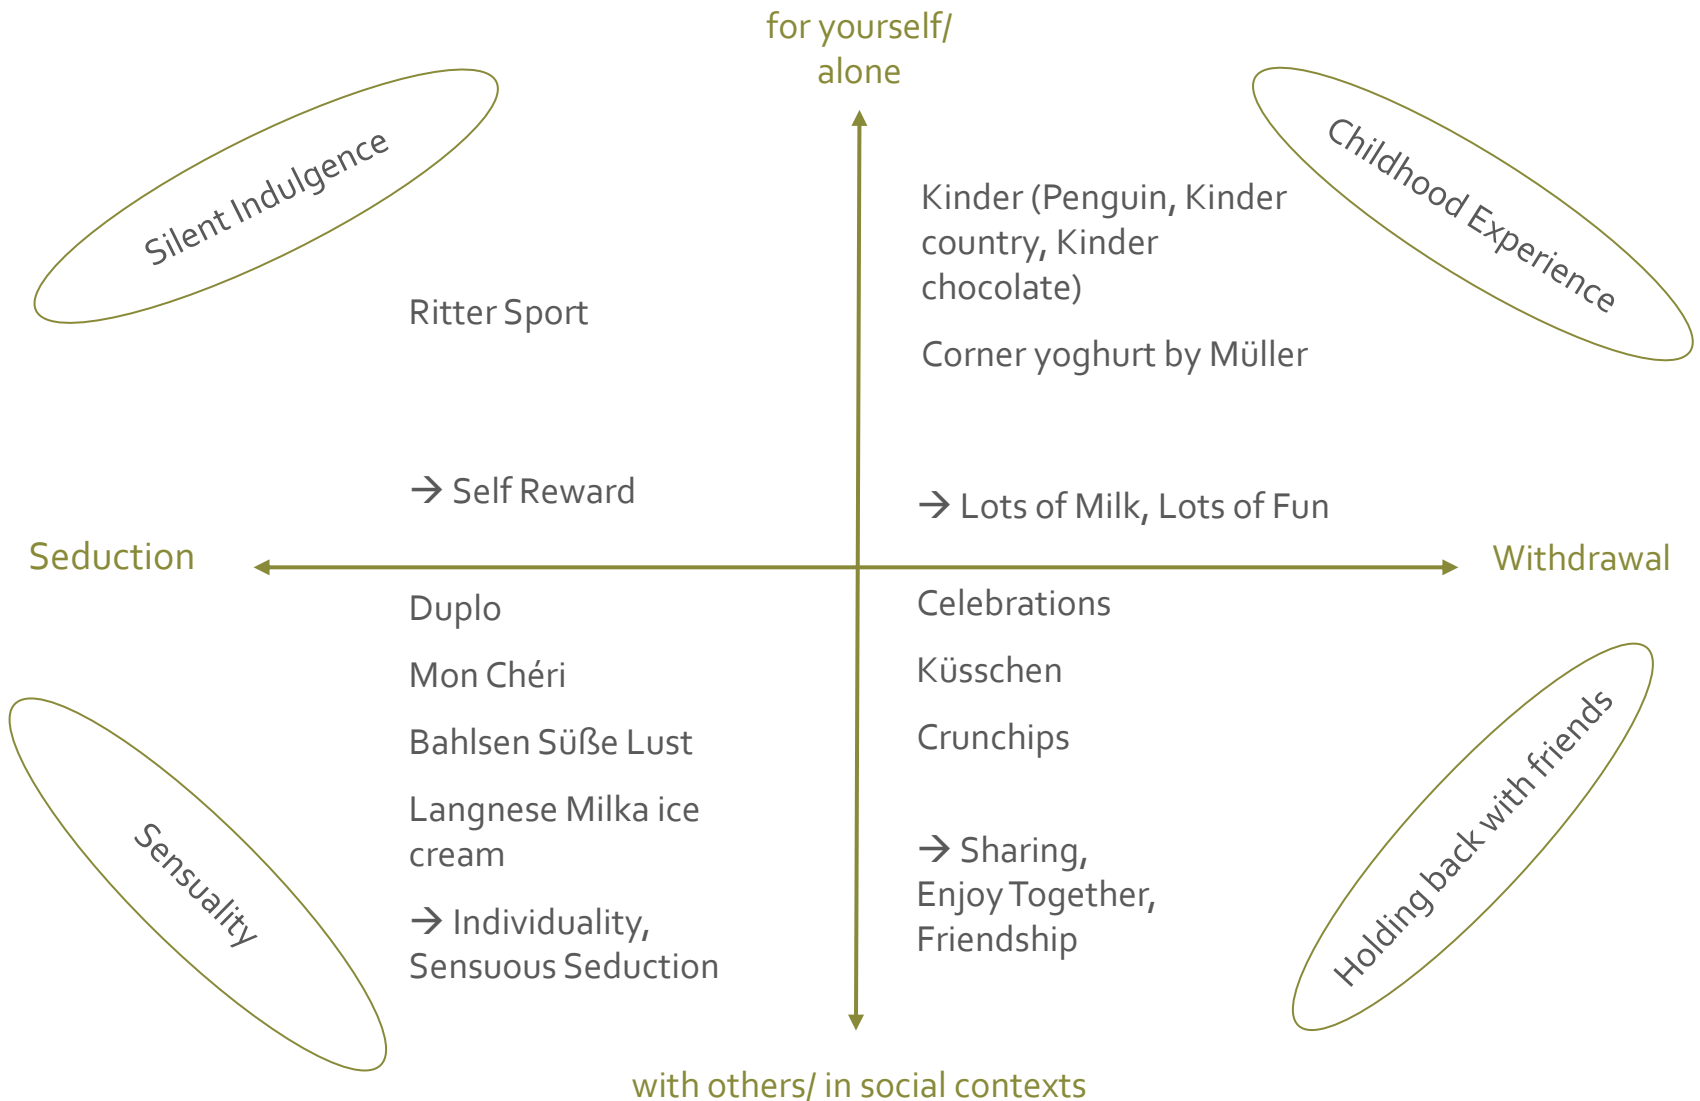 for yourself/
alone
Silent Indulgence
Childhood Experience
Ritter Sport
→ Self Reward
Kinder (Penguin, Kinder
country, Kinder
chocolate)
Corner yoghurt by Müller
→ Lots of Milk, Lots of Fun
Seduction
Withdrawal
Duplo
Mon Chéri
Bahlsen Süße Lust
Langnese Milka ice
cream
→ Individuality,
Sensuous Seduction
Sensuality
Celebrations
Küsschen
Crunchips
→ Sharing,
Enjoy Together,
Friendship
Holding back with friends
with others/ in social contexts